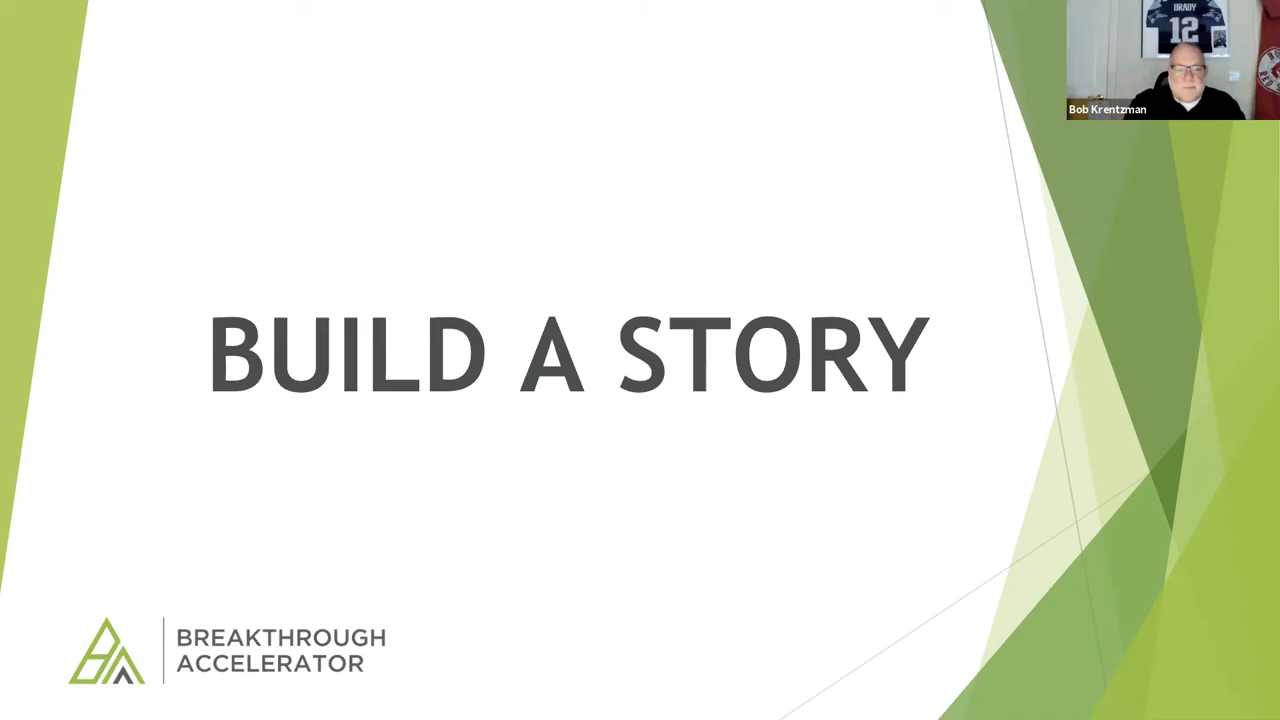 BRADY
12
Bob Krentzman
BUILD A STORY
BREAKTHROUGH
ACCELERATOR